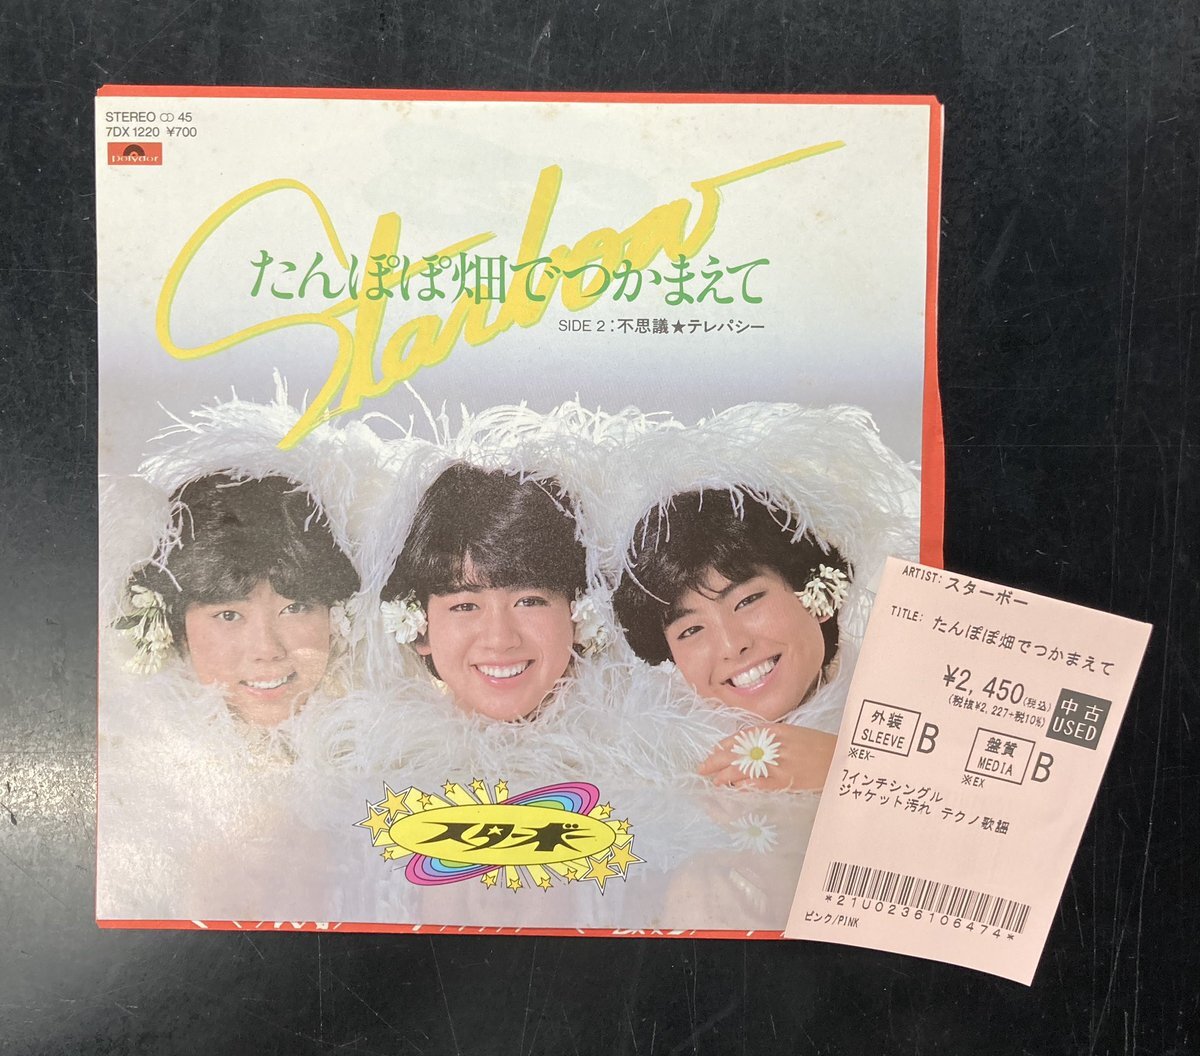 STEREO 45
7DX 1220 ¥700
polydor
Starbow
たんぽぽ畑でつかまえて
SIDE 2:不思議★テレパシー
スターボー
ARTIST: スターボー
TITLE: たんぽぽ畑でつかまえて
¥2,450(税込)
(税抜¥2,227+税10%)
中古
USED
外装
SLEEVE
B
※EX-
盤質
MEDIA
B
※EX
7インチシングル
ジャケット汚れ テクノ歌謡
*21U0236106474*
ピンク/PINK